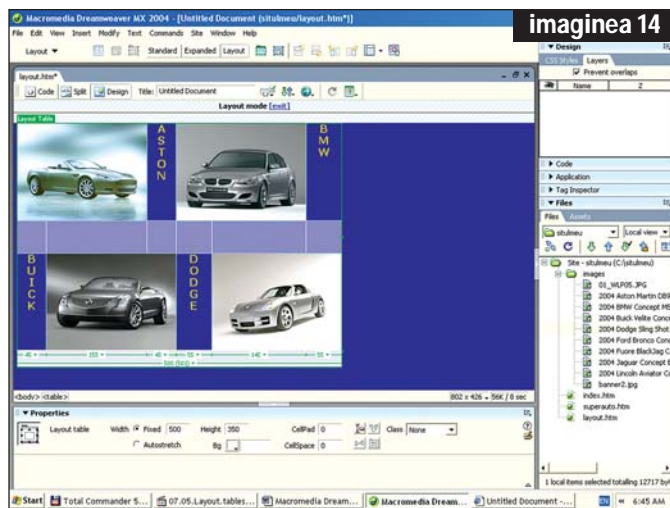 imaginea 14
Macromedia Dreamweaver MX 2004 - [Untitled Document (situlmeu/layout.htm*)]
File Edit View Insert Modify Text Commands Site Window Help
Layout
Standard Expanded Layout
layout.htm*
Code Split Design Title: Untitled Document
Layout mode [exit]
Layout Table
ASTON
BMW
BUICK
DODGE
<body> <table>
802 x 426 56K / 8 sec
Properties
Layout table Width Fixed 500 Height 350 CellPad 0 Class None
Autostretch Bg CellSpace 0
Design
CSS Styles Layers
Prevent overlaps
Name Z
Code
Application
Tag Inspector
Files
Files Assets
situlmeu Local view
Site - situlmeu (C:\situlmeu)
images
01_WLP05.JPG
2004 Aston Martin DB9
2004 BMW Concept M5
2004 Buick Velite Conce
2004 Dodge Sling Shot
2004 Ford Bronco Conc
2004 Fuore BlackJag C
2004 Jaguar Concept E
2004 Lincoln Aviator Co
banner2.jpg
index.htm
superauto.htm
layout.htm
1 local items selected totalling 12717 by
Start Total Commander 5... 07.05.Layout.tables... Macromedia Dream... Macromedia Dream... Untitled Document -... EN 6:45 AM